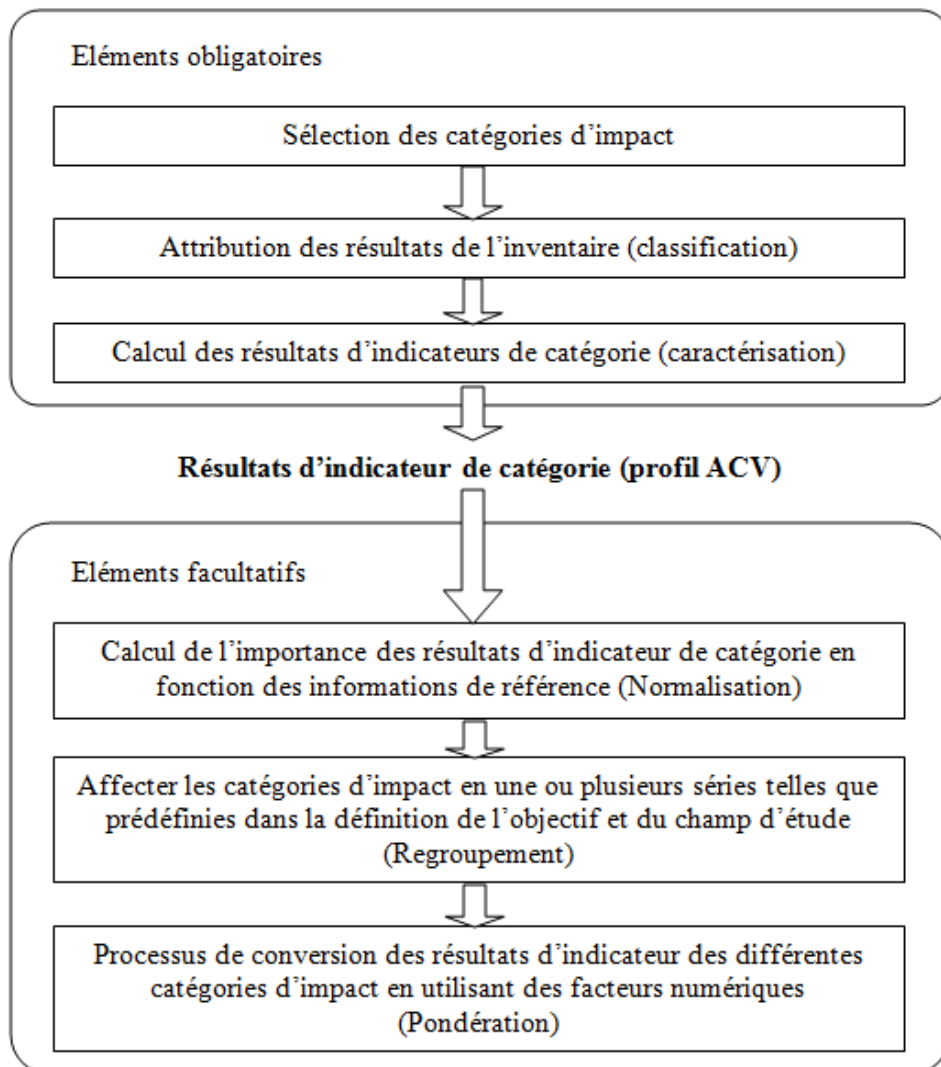 Eléments obligatoires
Sélection des catégories d’impact
Attribution des résultats de l’inventaire (classification)
Calcul des résultats d’indicateurs de catégorie (caractérisation)
Résultats d’indicateur de catégorie (profil ACV)
Eléments facultatifs
Calcul de l’importance des résultats d’indicateur de catégorie en
fonction des informations de référence (Normalisation)
Affecter les catégories d’impact en une ou plusieurs séries telles que
prédéfinies dans la définition de l’objectif et du champ d’étude
(Regroupement)
Processus de conversion des résultats d’indicateur des différentes
catégories d’impact en utilisant des facteurs numériques
(Pondération)